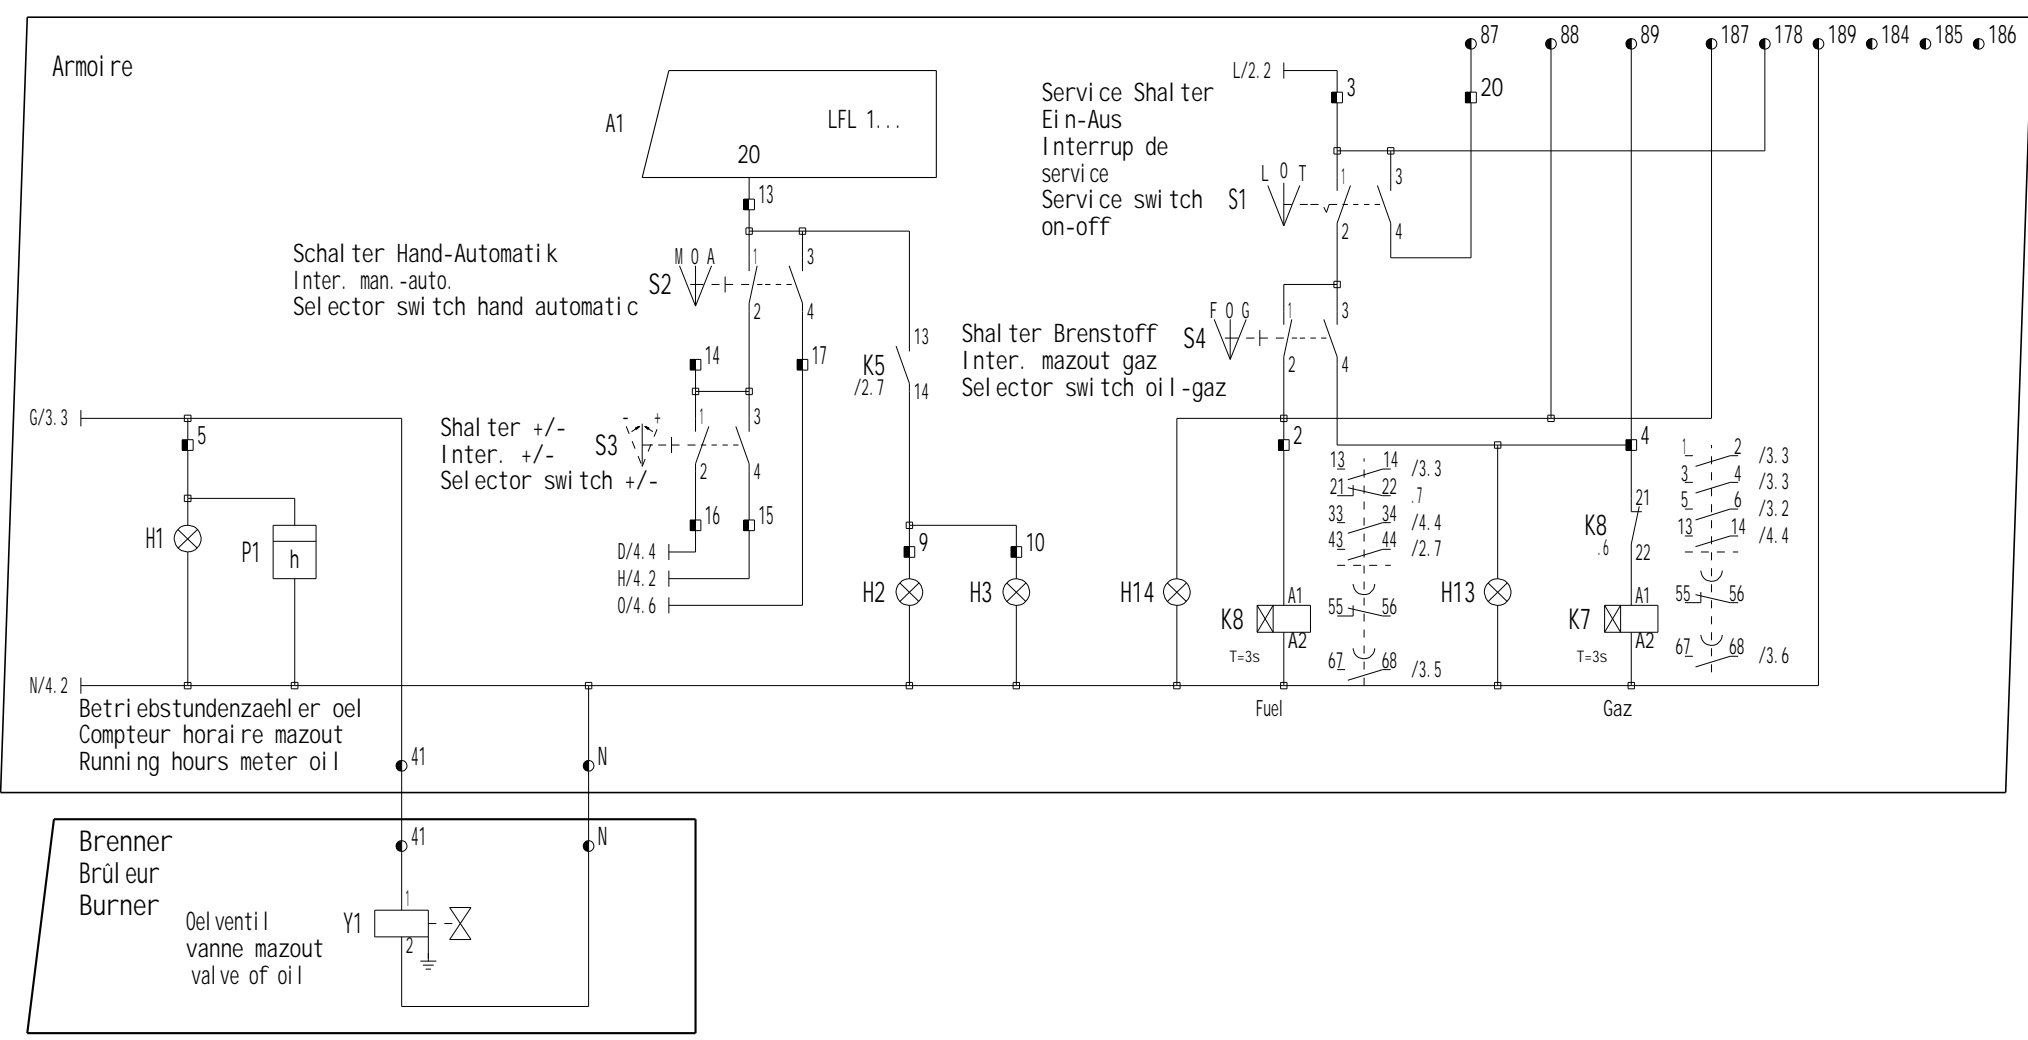 Armoire
A1
LFL 1...
20
13
Schalter Hand-Automatik
Inter. man.-auto.
Selector switch hand automatic
S2
M O A
1
3
2
4
14
17
K5
/2.7
13
14
Shalter +/-
Inter. +/-
Selector switch +/-
S3
- +
1
3
2
4
16
15
D/4.4
H/4.2
O/4.6
9
10
H2
H3
G/3.3
5
H1
P1
h
N/4.2
Betriebstundenzaehler oel
Compteur horaire mazout
Running hours meter oil
41
N
Service Shalter
Ein-Aus
Interrup de
service
Service switch
on-off
L/2.2
3
20
87
88
89
187
178
189
184
185
186
S1
L O T
1
3
2
4
Shalter Brenstoff
Inter. mazout gaz
Selector switch oil-gaz
S4
F O G
1
3
2
4
2
4
H14
K8
T=3s
A1
A2
13 14 /3.3
21 22 .7
33 34 /4.4
43 44 /2.7
55 56
67 68 /3.5
H13
K8
.6
21
22
K7
T=3s
A1
A2
1 2 /3.3
3 4 /3.3
5 6 /3.2
13 14 /4.4
55 56
67 68 /3.6
Fuel
Gaz
Brenner
Brûleur
Burner
41
N
Oelventil
vanne mazout
valve of oil
Y1
1
2